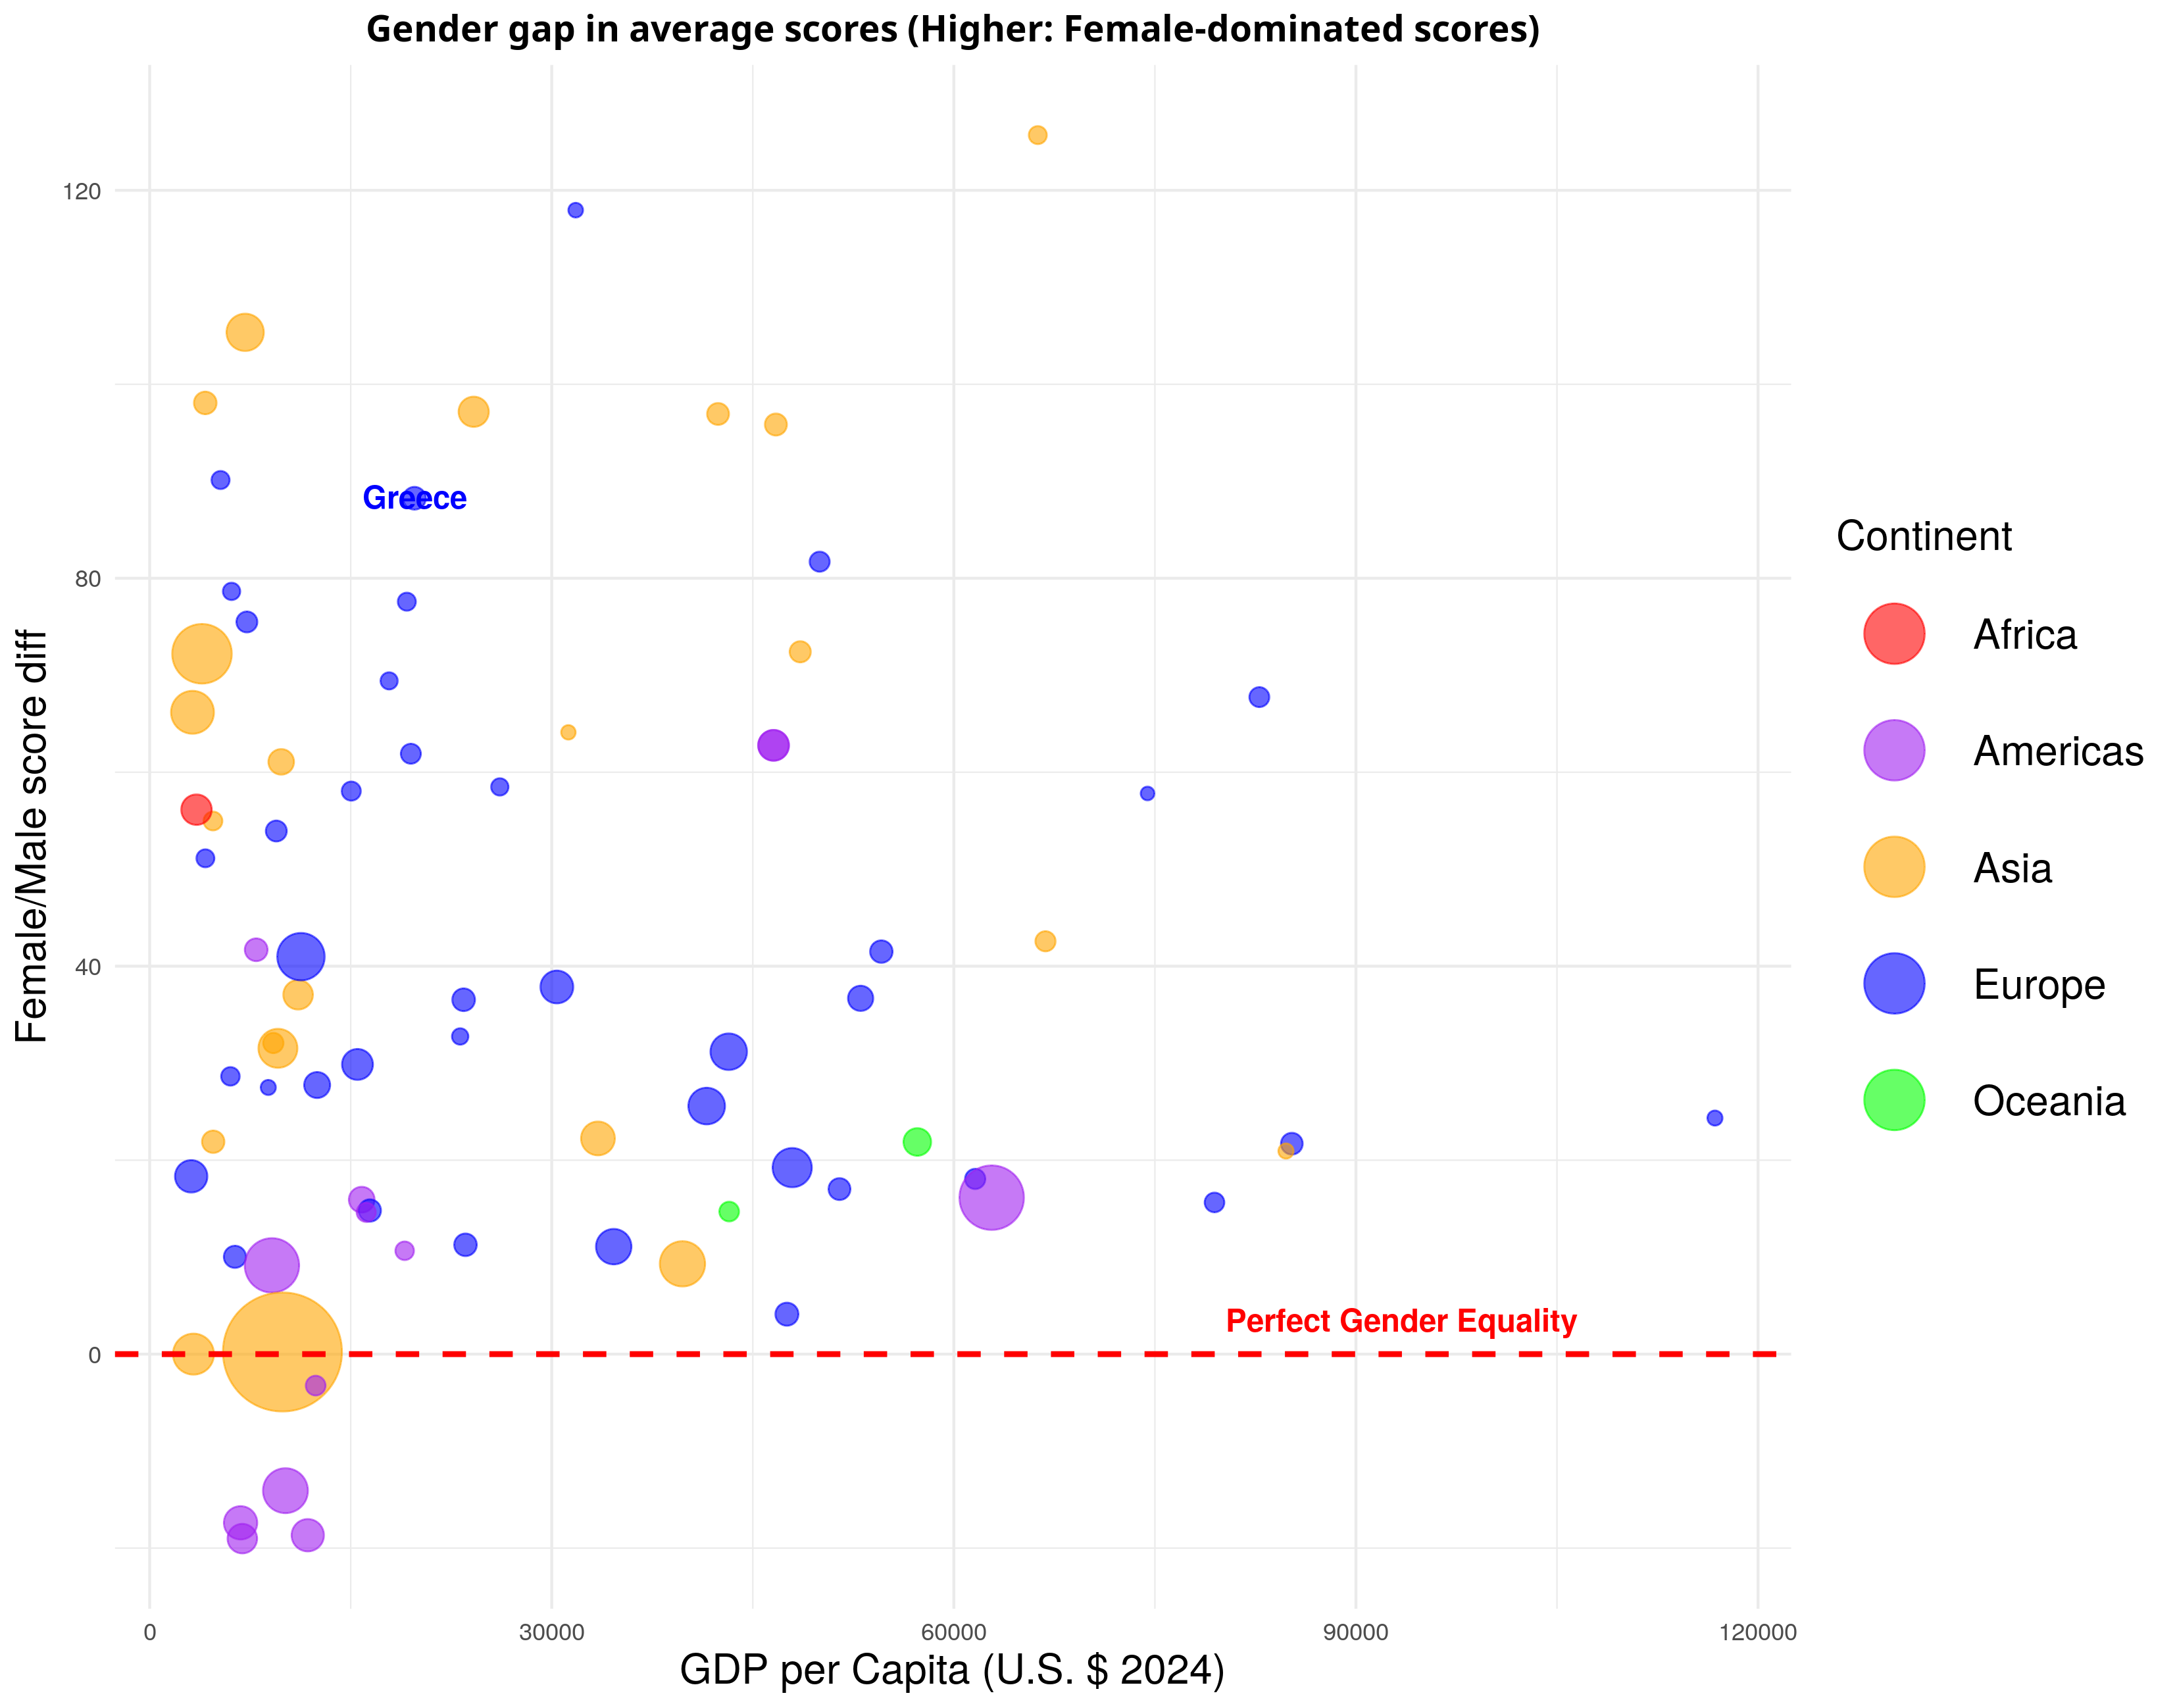 Gender gap in average scores (Higher: Female-dominated scores)
120
80
40
0
Female/Male score diff
Greece
Perfect Gender Equality
0 30000 60000 90000 120000
GDP per Capita (U.S. $ 2024)
Continent
Africa
Americas
Asia
Europe
Oceania